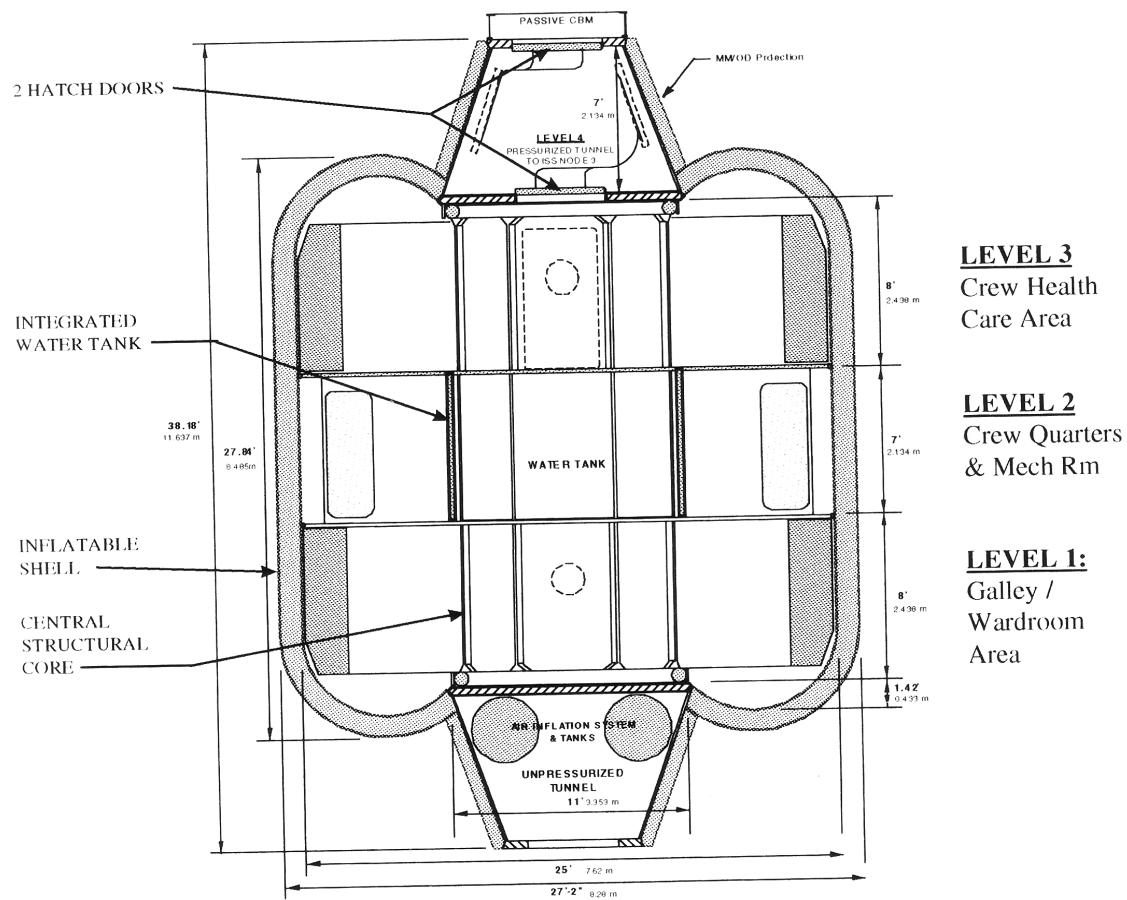 PASSIVE CBM
MM/OD Protection
2 HATCH DOORS
7'
2.134 m
LEVEL 4
PRESSURIZED TUNNEL
TO ISS NODE 3
LEVEL 3
Crew Health
Care Area
8'
2.438 m
INTEGRATED
WATER TANK
LEVEL 2
Crew Quarters
& Mech Rm
38.18'
11.637 m
27.84'
8.485m
7'
2.134 m
WATER TANK
INFLATABLE
SHELL
LEVEL 1:
Galley /
Wardroom
Area
8'
2.438 m
CENTRAL
STRUCTURAL
CORE
1.42'
0.433 m
AIR INFLATION SYSTEM
& TANKS
UNPRESSURIZED
TUNNEL
11' 3.353 m
25' 7.62 m
27'-2" 8.28 m